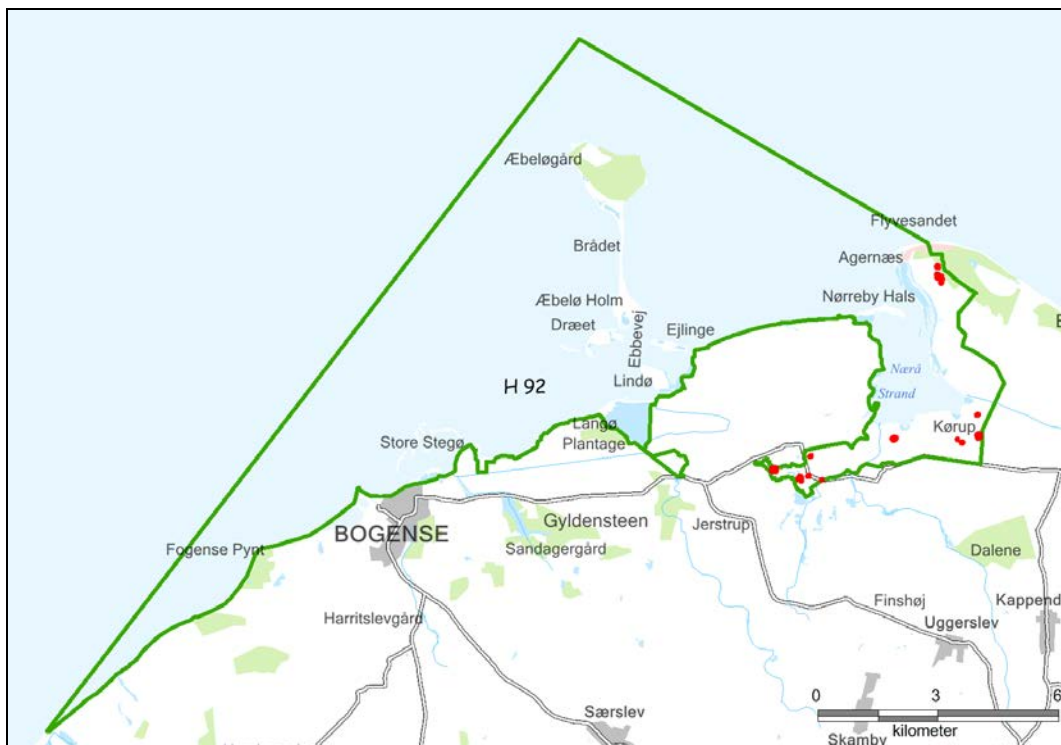 Æbeløgård
Flyvesandet
Brådet
Agernæs
Æbelø Holm
Nørreby Hals
Dræet
Ebbevej
Ejlinge
Lindø
Nærå
Strand
H 92
Langø
Plantage
Kørup
Store Stegø
BOGENSE
Gyldensteen
Jerstrup
Fogense Pynt
Sandagergård
Dalene
Harritslevgård
Finshøj
Kappend
Uggerslev
0 3 6
kilometer
Særslev
Skamby